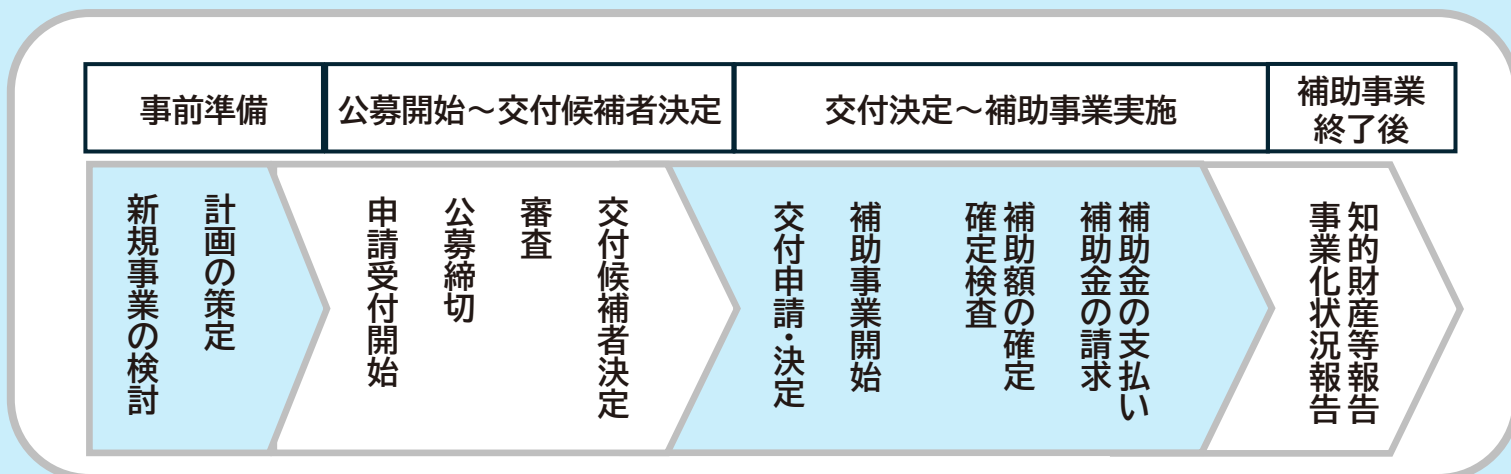 事前準備
公募開始～交付候補者決定
交付決定～補助事業実施
補助事業
終了後
新規事業の検討
計画の策定
申請受付開始
公募締切
審査
交付候補者決定
交付申請・決定
補助事業開始
確定検査
補助額の確定
補助金の請求
補助金の支払い
事業化状況報告
知的財産等報告